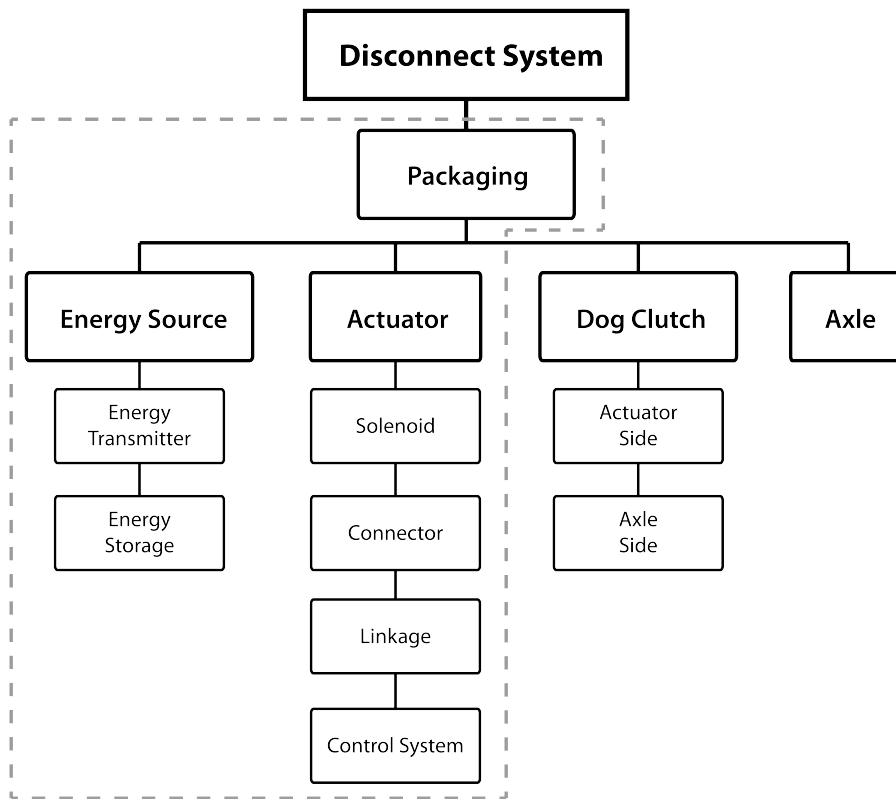 Disconnect System
Packaging
Energy Source
Actuator
Dog Clutch
Axle
Energy
Transmitter
Solenoid
Actuator
Side
Energy
Storage
Connector
Axle
Side
Linkage
Control System